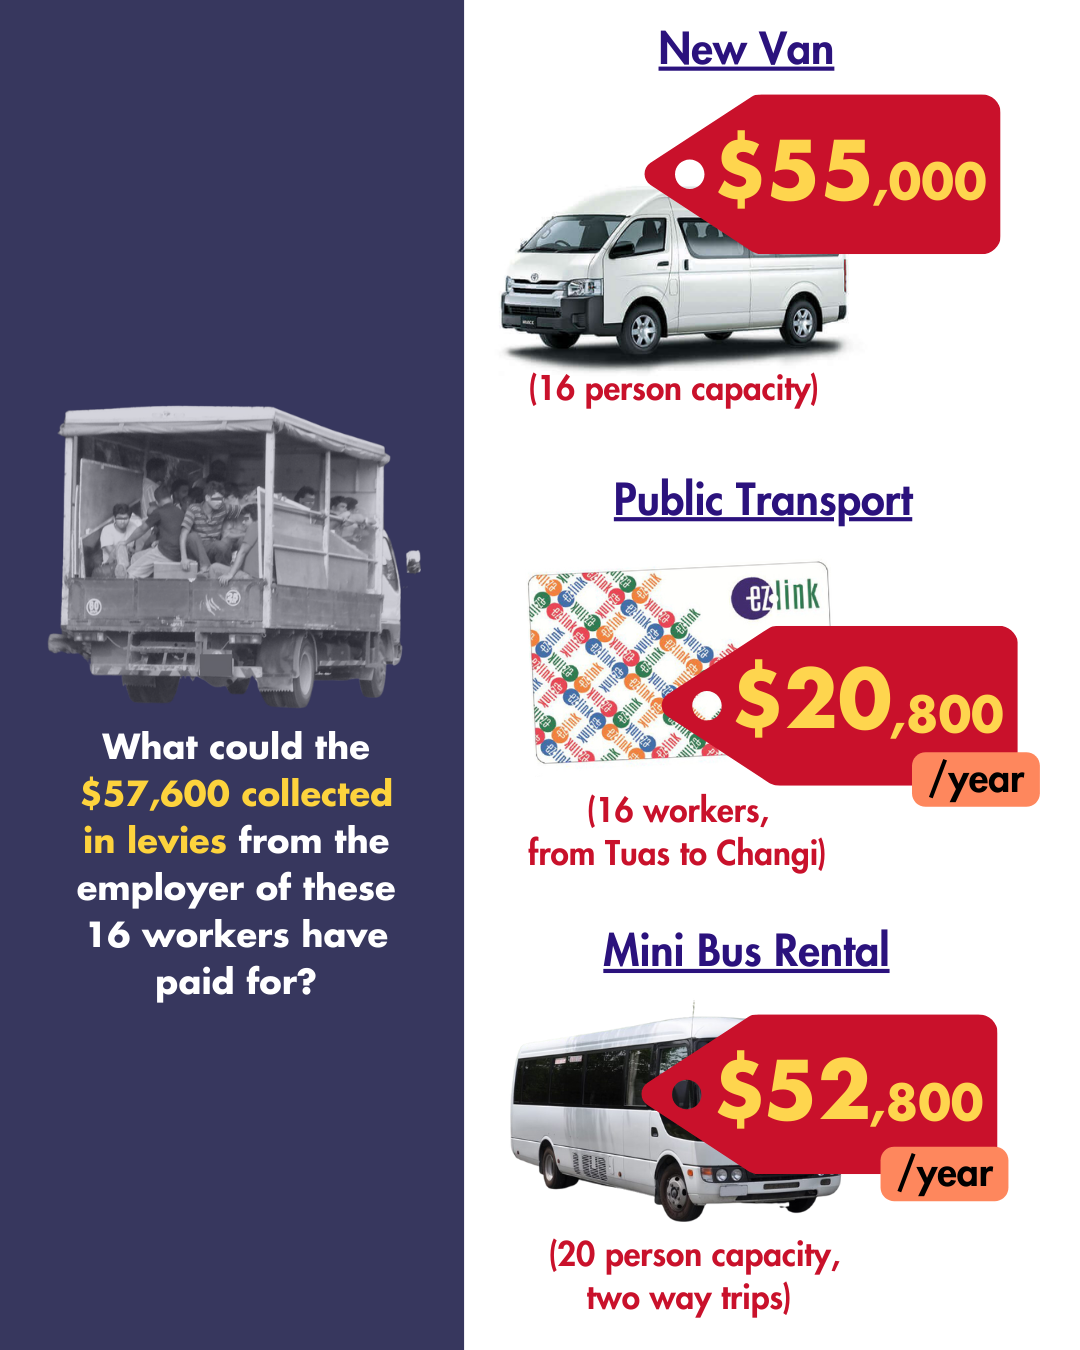 What could the
$57,600 collected
in levies from the
employer of these
16 workers have
paid for?
New Van
$55,000
(16 person capacity)
Public Transport
ez-link
$20,800
/year
(16 workers,
from Tuas to Changi)
Mini Bus Rental
$52,800
/year
(20 person capacity,
two way trips)